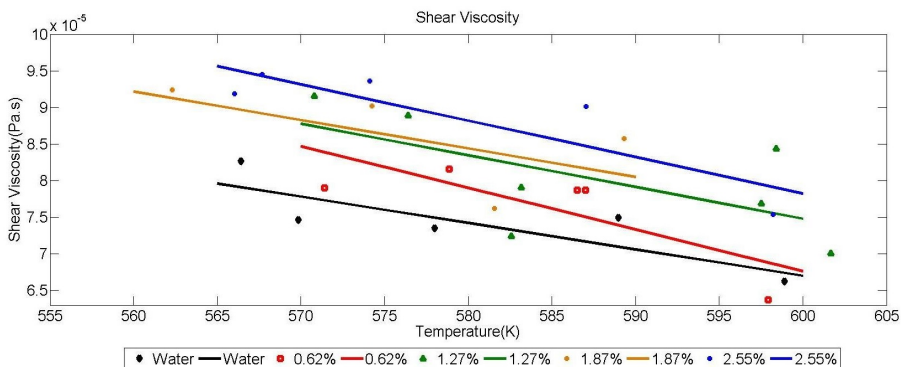 Shear Viscosity
10 x 10⁻⁵
9.5
9
8.5
8
7.5
7
6.5
Shear Viscosity(Pa.s)
555 560 565 570 575 580 585 590 595 600 605
Temperature(K)
Water Water 0.62% 0.62% 1.27% 1.27% 1.87% 1.87% 2.55% 2.55%